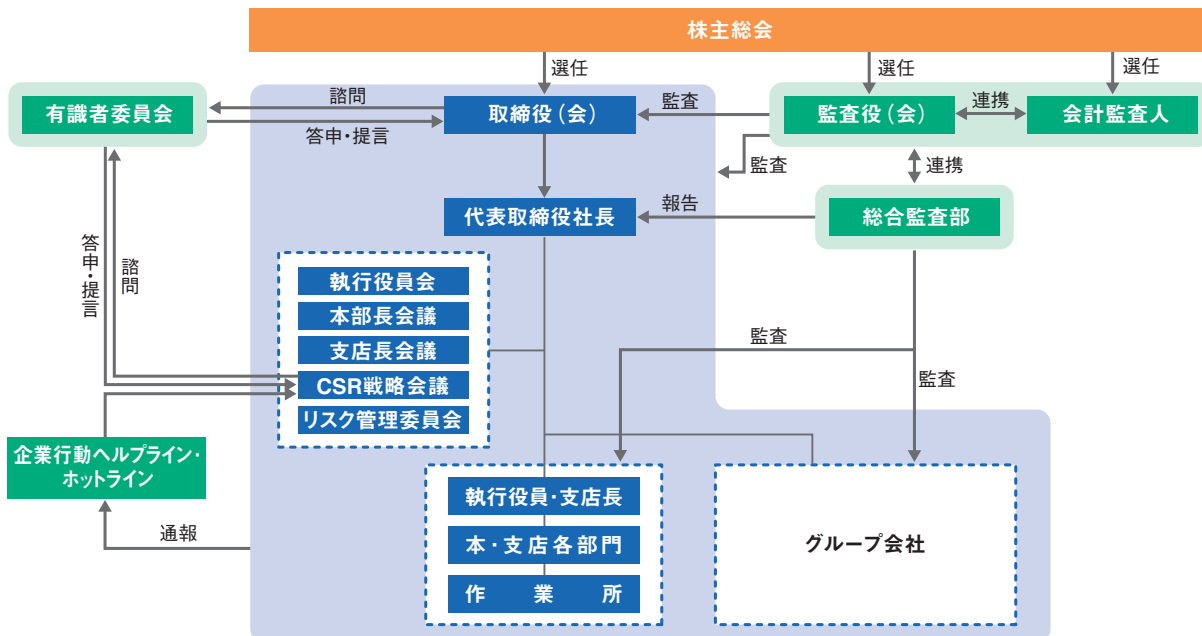 株主総会
選任
選任
選任
有識者委員会
諮問
答申・提言
取締役（会）
監査
監査役（会）
連携
会計監査人
監査
連携
代表取締役社長
報告
総合監査部
答申・提言
諮問
執行役員会
本部長会議
支店長会議
CSR戦略会議
リスク管理委員会
監査
監査
企業行動ヘルプライン・
ホットライン
通報
執行役員・支店長
本・支店各部門
作業所
グループ会社